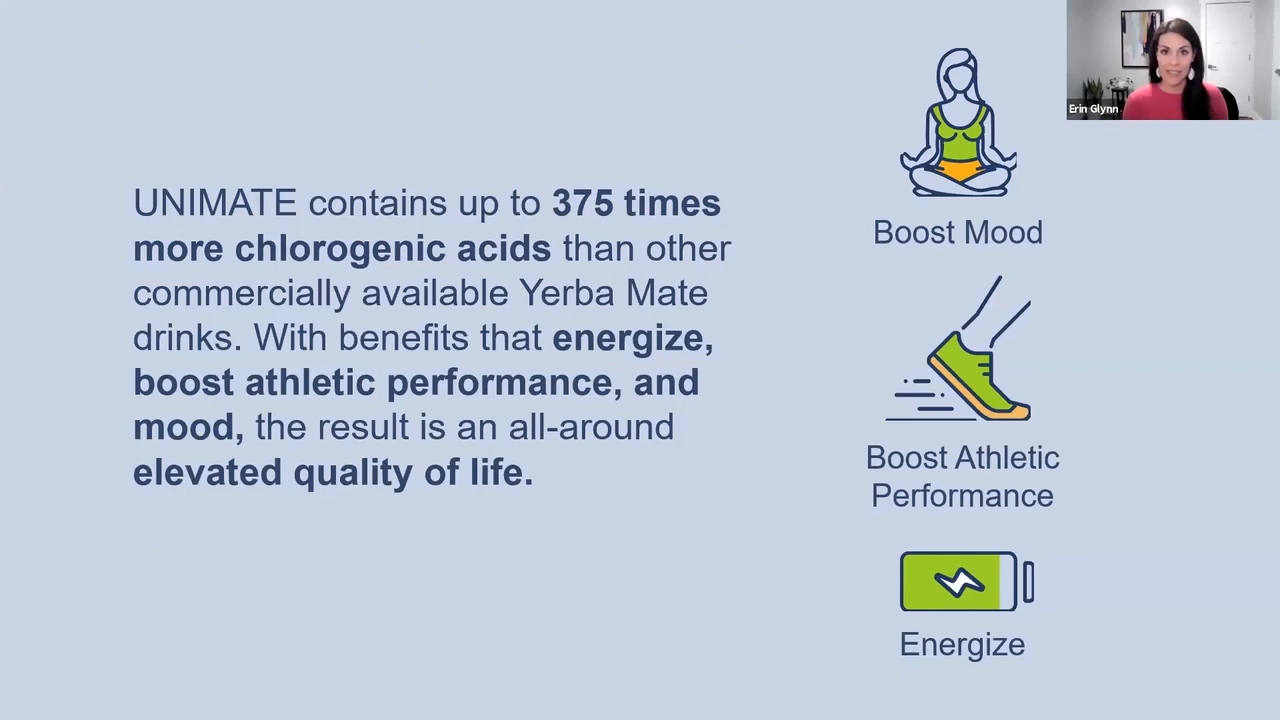 UNIMATE contains up to 375 times
more chlorogenic acids than other
commercially available Yerba Mate
drinks. With benefits that energize,
boost athletic performance, and
mood, the result is an all-around
elevated quality of life.
Erin Glynn
Boost Mood
Boost Athletic
Performance
Energize